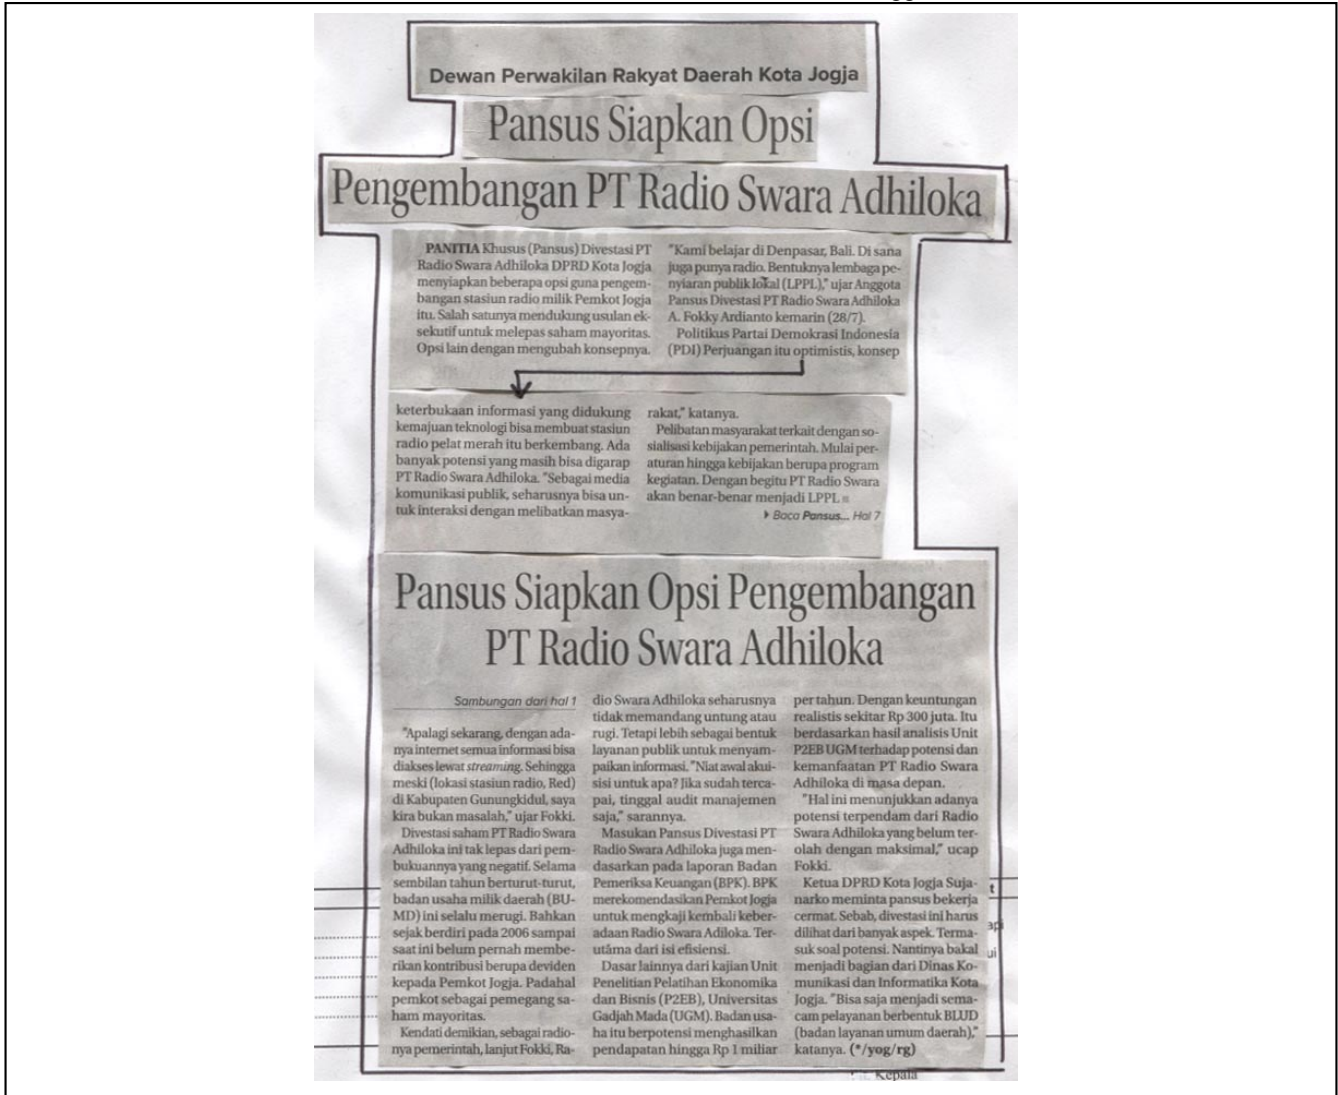 Dewan Perwakilan Rakyat Daerah Kota Jogja
Pansus Siapkan Opsi
Pengembangan PT Radio Swara Adhiloka
PANITIA Khusus (Pansus) Divestasi PT
Radio Swara Adhiloka DPRD Kota Jogja
menyiapkan beberapa opsi guna pengem-
bangan stasiun radio milik Pemkot Jogja
itu. Salah satunya mendukung usulan ek-
sekutif untuk melepas saham mayoritas.
Opsi lain dengan mengubah konsepnya.
"Kami belajar di Denpasar, Bali. Di sana
juga punya radio. Bentuknya lembaga pe-
nyiaran publik lokal (LPPL)," ujar Anggota
Pansus Divestasi PT Radio Swara Adhiloka
A. Fokky Ardianto kemarin (28/7).
Politikus Partai Demokrasi Indonesia
(PDI) Perjuangan itu optimistis, konsep
keterbukaan informasi yang didukung
kemajuan teknologi bisa membuat stasiun
radio pelat merah itu berkembang. Ada
banyak potensi yang masih bisa digarap
PT Radio Swara Adhiloka. "Sebagai media
komunikasi publik, seharusnya bisa un-
tuk interaksi dengan melibatkan masya-
rakat," katanya.
Pelibatan masyarakat terkait dengan so-
sialisasi kebijakan pemerintah. Mulai per-
aturan hingga kebijakan berupa program
kegiatan. Dengan begitu PT Radio Swara
akan benar-benar menjadi LPPL
Baca Pansus... Hal 7
Pansus Siapkan Opsi Pengembangan
PT Radio Swara Adhiloka
Sambungan dari hal 1
"Apalagi sekarang, dengan ada-
nya internet semua informasi bisa
diakses lewat streaming. Sehingga
meski (lokasi stasiun radio, Red)
di Kabupaten Gunungkidul, saya
kira bukan masalah," ujar Fokki.
Divestasi saham PT Radio Swara
Adhiloka ini tak lepas dari pem-
bukuannya yang negatif. Selama
sembilan tahun berturut-turut,
badan usaha milik daerah (BU-
MD) ini selalu merugi. Bahkan
sejak berdiri pada 2006 sampai
saat ini belum pernah membe-
rikan kontribusi berupa deviden
kepada Pemkot Jogja. Padahal
pemkot sebagai pemegang sa-
ham mayoritas.
Kendati demikian, sebagai radio-
nya pemerintah, lanjut Fokki, Ra-
dio Swara Adhiloka seharusnya
tidak memandang untung atau
rugi. Tetapi lebih sebagai bentuk
layanan publik untuk menyam-
paikan informasi. "Niat awal akui-
sisi untuk apa? Jika sudah terca-
pai, tinggal audit manajemen
saja," sarannya.
Masukan Pansus Divestasi PT
Radio Swara Adhiloka juga men-
dasarkan pada laporan Badan
Pemeriksa Keuangan (BPK). BPK
merekomendasikan Pemkot Jogja
untuk mengkaji kembali keber-
adaan Radio Swara Adiloka. Ter-
utama dari isi efisiensi.
Dasar lainnya dari kajian Unit
Penelitian Pelatihan Ekonomika
dan Bisnis (P2EB), Universitas
Gadjah Mada (UGM). Badan usa-
ha itu berpotensi menghasilkan
pendapatan hingga Rp 1 miliar
per tahun. Dengan keuntungan
realistis sekitar Rp 300 juta. Itu
berdasarkan hasil analisis Unit
P2EB UGM terhadap potensi dan
kemanfaatan PT Radio Swara
Adhiloka di masa depan.
"Hal ini menunjukkan adanya
potensi terpendam dari Radio
Swara Adhiloka yang belum ter-
olah dengan maksimal," ucap
Fokki.
Ketua DPRD Kota Jogja Suja-
narko meminta pansus bekerja
cermat. Sebab, divestasi ini harus
dilihat dari banyak aspek. Terma-
suk soal potensi. Nantinya bakal
menjadi bagian dari Dinas Ko-
munikasi dan Informatika Kota
Jogja. "Bisa saja menjadi sema-
cam pelayanan berbentuk BLUD
(badan layanan umum daerah),"
katanya. (*/yog/rg)
Kepala